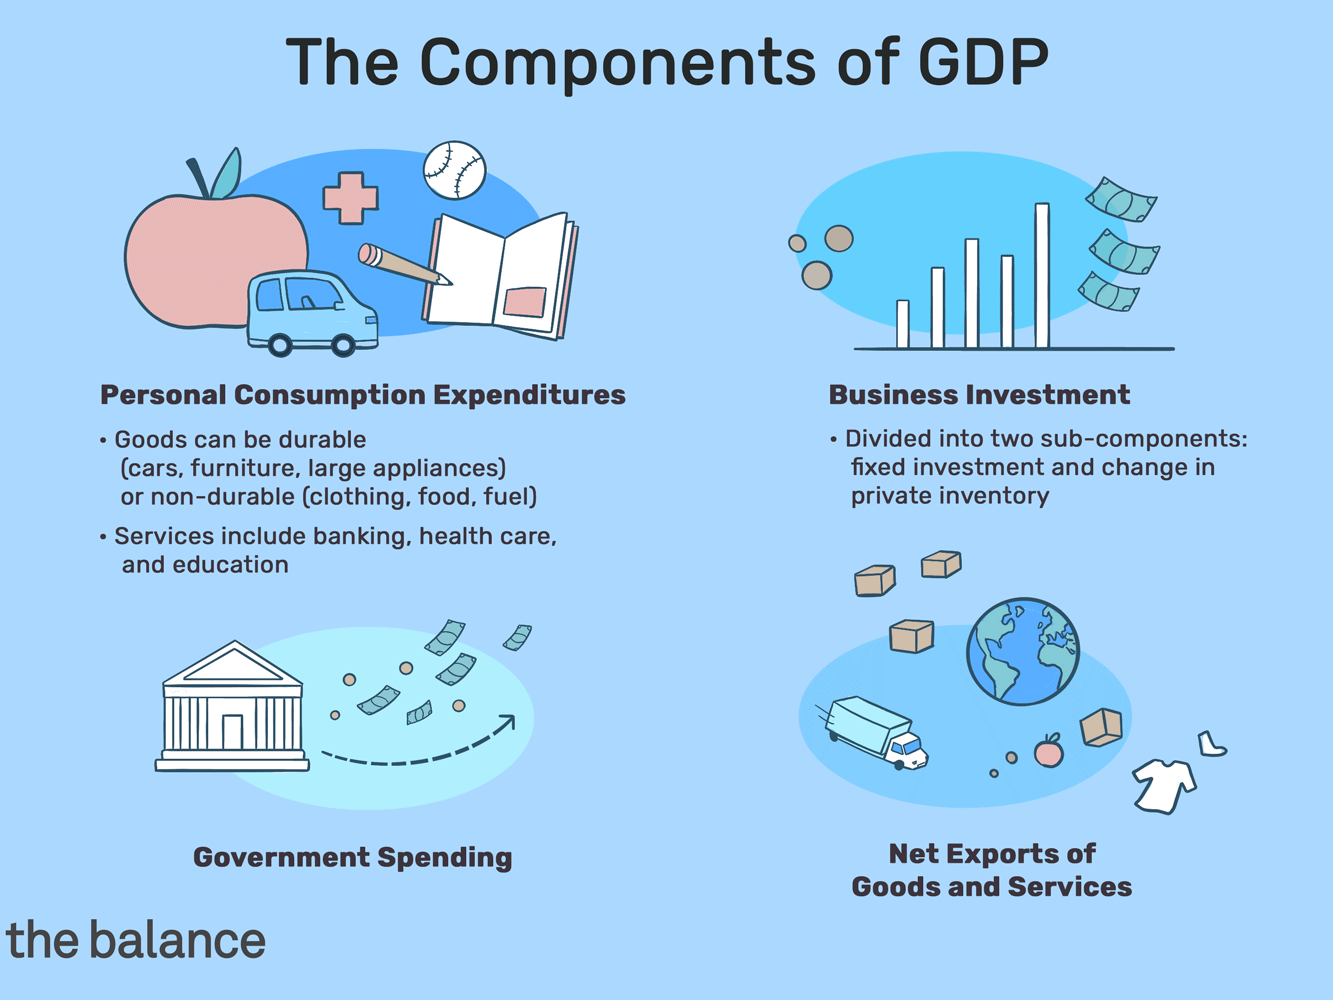 The Components of GDP
Personal Consumption Expenditures
• Goods can be durable
(cars, furniture, large appliances)
or non-durable (clothing, food, fuel)
• Services include banking, health care,
and education
Business Investment
• Divided into two sub-components:
fixed investment and change in
private inventory
Government Spending
Net Exports of
Goods and Services
the balance